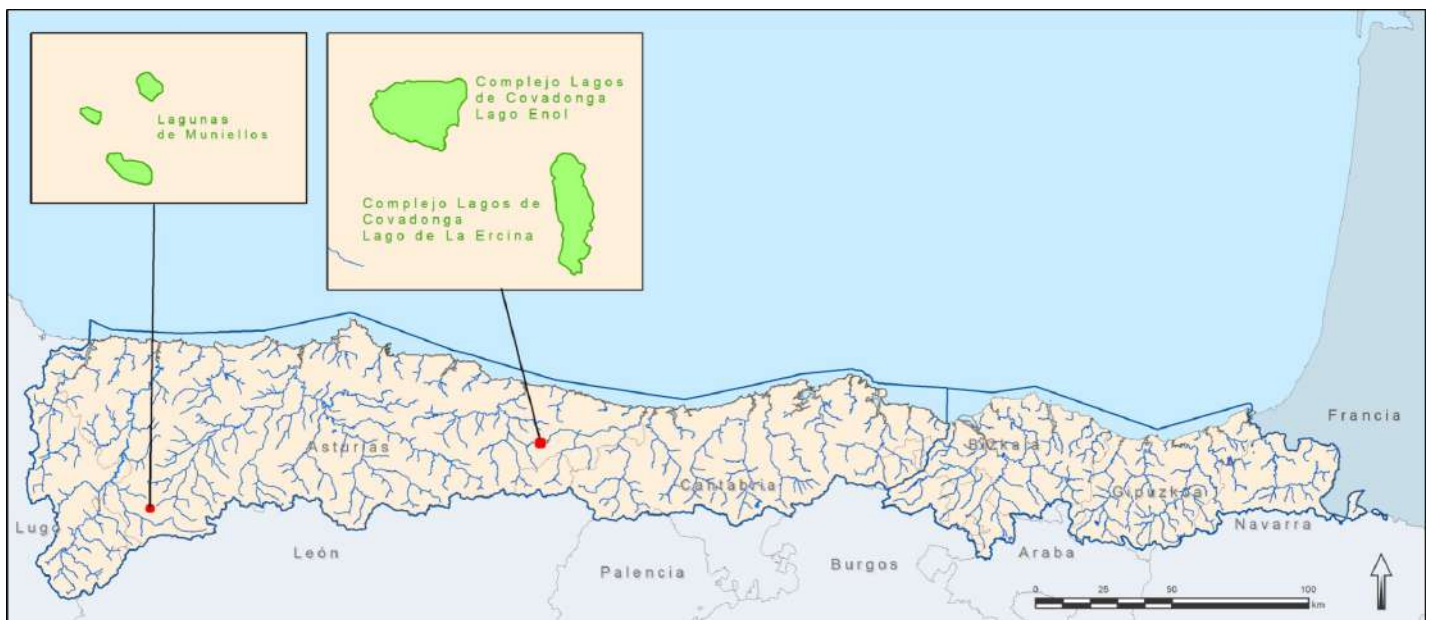 Lagunas
de Muniellos
Complejo Lagos
de Covadonga
Lago Enol
Complejo Lagos de
Covadonga
Lago de La Ercina
Francia
Asturias
Bizkaia
Cantabria
Gipuzkoa
Lugo
Navarra
León
Araba
Burgos
Palencia
0 25 50 100
km